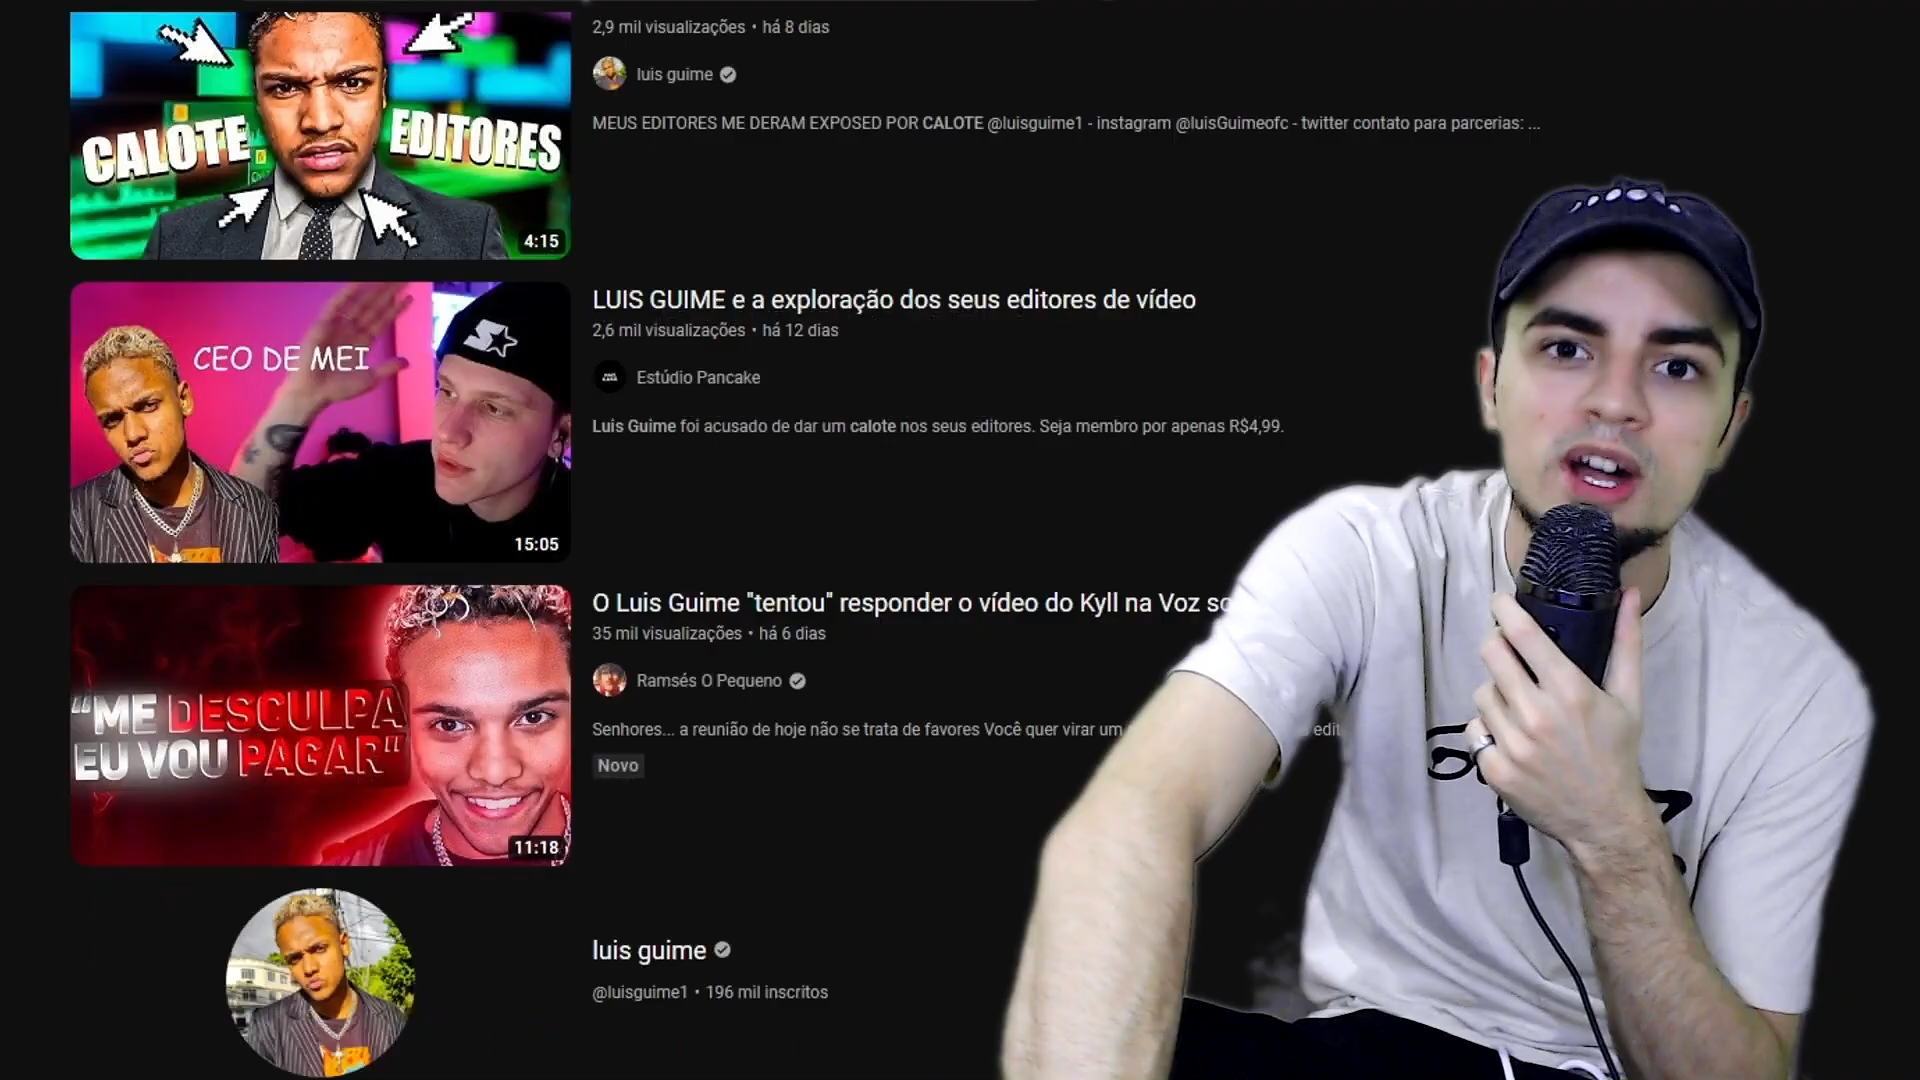 CALOTE
EDITORES
4:15
2,9 mil visualizações • há 8 dias
luis guime
MEUS EDITORES ME DERAM EXPOSED POR CALOTE @luisguime1 - instagram @luisGuimeofc - twitter contato para parcerias: ...
CEO DE MEI
15:05
LUIS GUIME e a exploração dos seus editores de vídeo
2,6 mil visualizações • há 12 dias
Estúdio Pancake
Luis Guime foi acusado de dar um calote nos seus editores. Seja membro por apenas R$4,99.
"ME DESCULPA
EU VOU PAGAR"
11:18
O Luis Guime "tentou" responder o vídeo do Kyll na Voz
35 mil visualizações • há 6 dias
Ramsés O Pequeno
Senhores... a reunião de hoje não se trata de favores Você quer virar um
Novo
luis guime
@luisguime1 • 196 mil inscritos